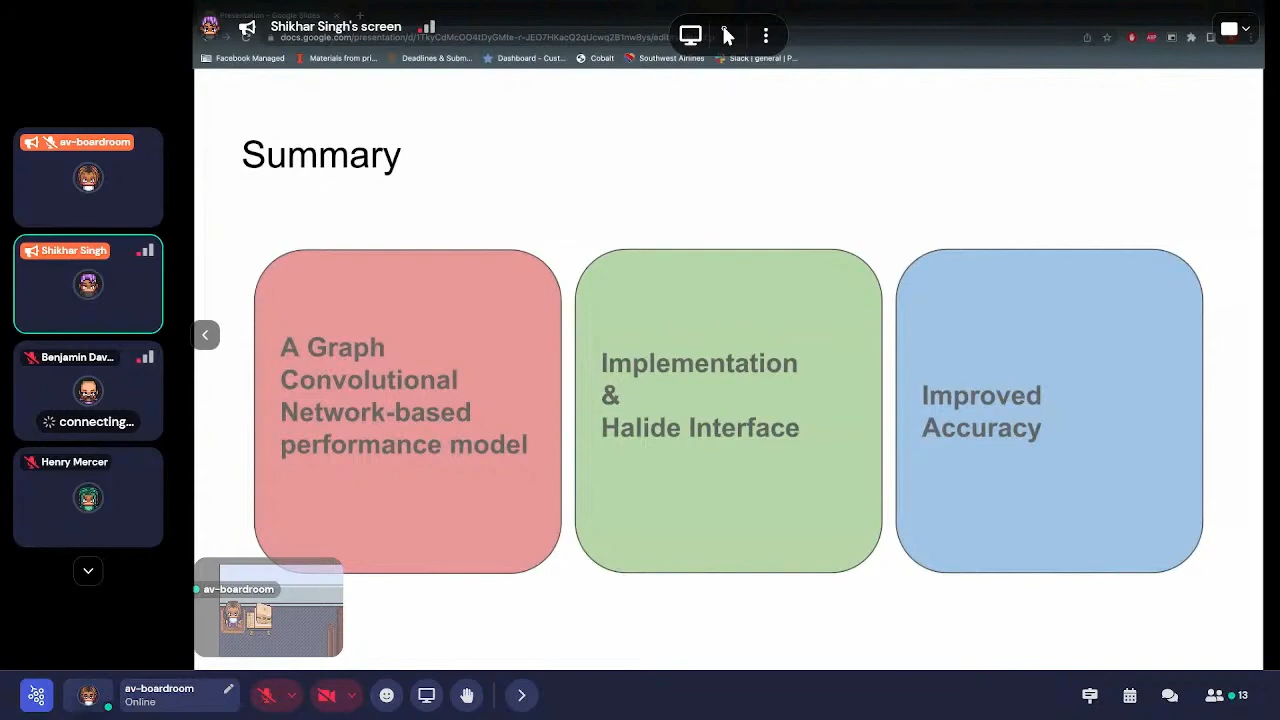 Shikhar Singh's screen
Facebook Managed
Materials from pri...
Deadlines & Subm...
Dashboard - Cust...
Cobalt
Southwest Airlines
Slack | general | P...
av-boardroom
Shikhar Singh
Benjamin Dav...
connecting...
Henry Mercer
Summary
A Graph
Convolutional
Network-based
performance model
Implementation
&
Halide Interface
Improved
Accuracy
av-boardroom
av-boardroom
Online
13